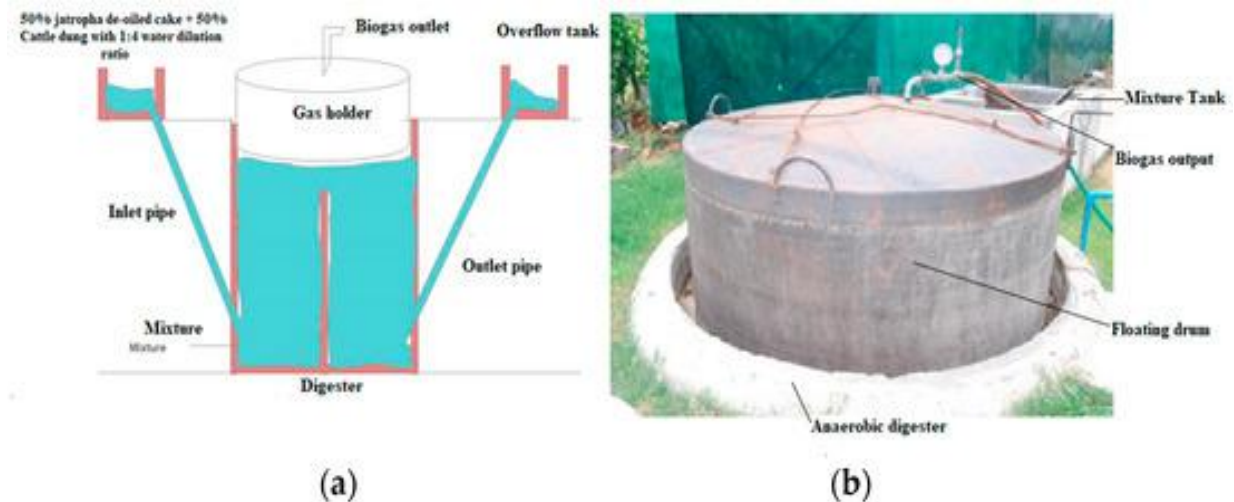 50% jatropha de-oiled cake + 50%
Cattle dung with 1:4 water dilution
ratio
Biogas outlet
Overflow tank
Gas holder
Inlet pipe
Outlet pipe
Mixture
Mixture
Digester
(a)
Mixture Tank
Biogas output
Floating drum
Anaerobic digester
(b)